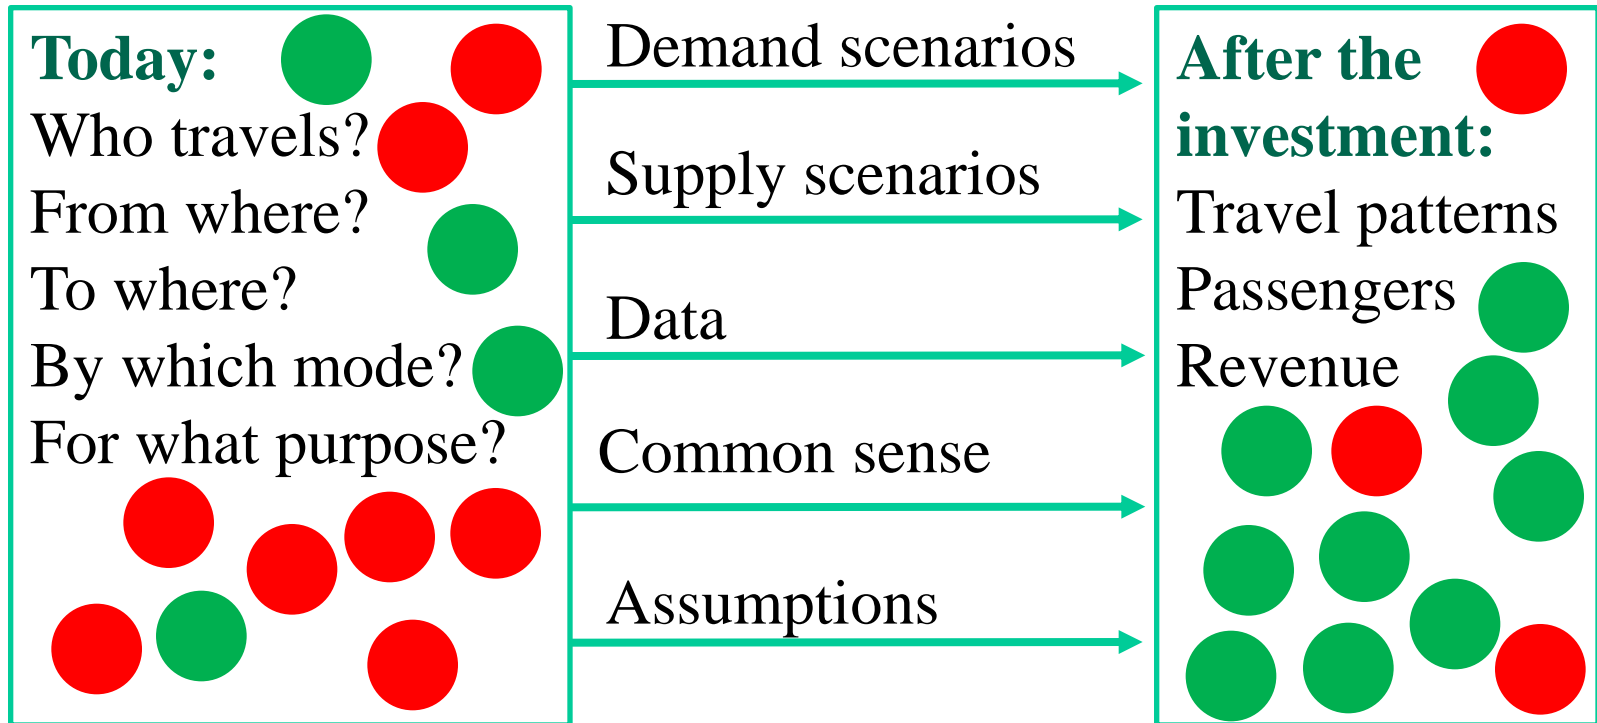 Today:
Who travels?
From where?
To where?
By which mode?
For what purpose?
Demand scenarios
Supply scenarios
Data
Common sense
Assumptions
After the
investment:
Travel patterns
Passengers
Revenue